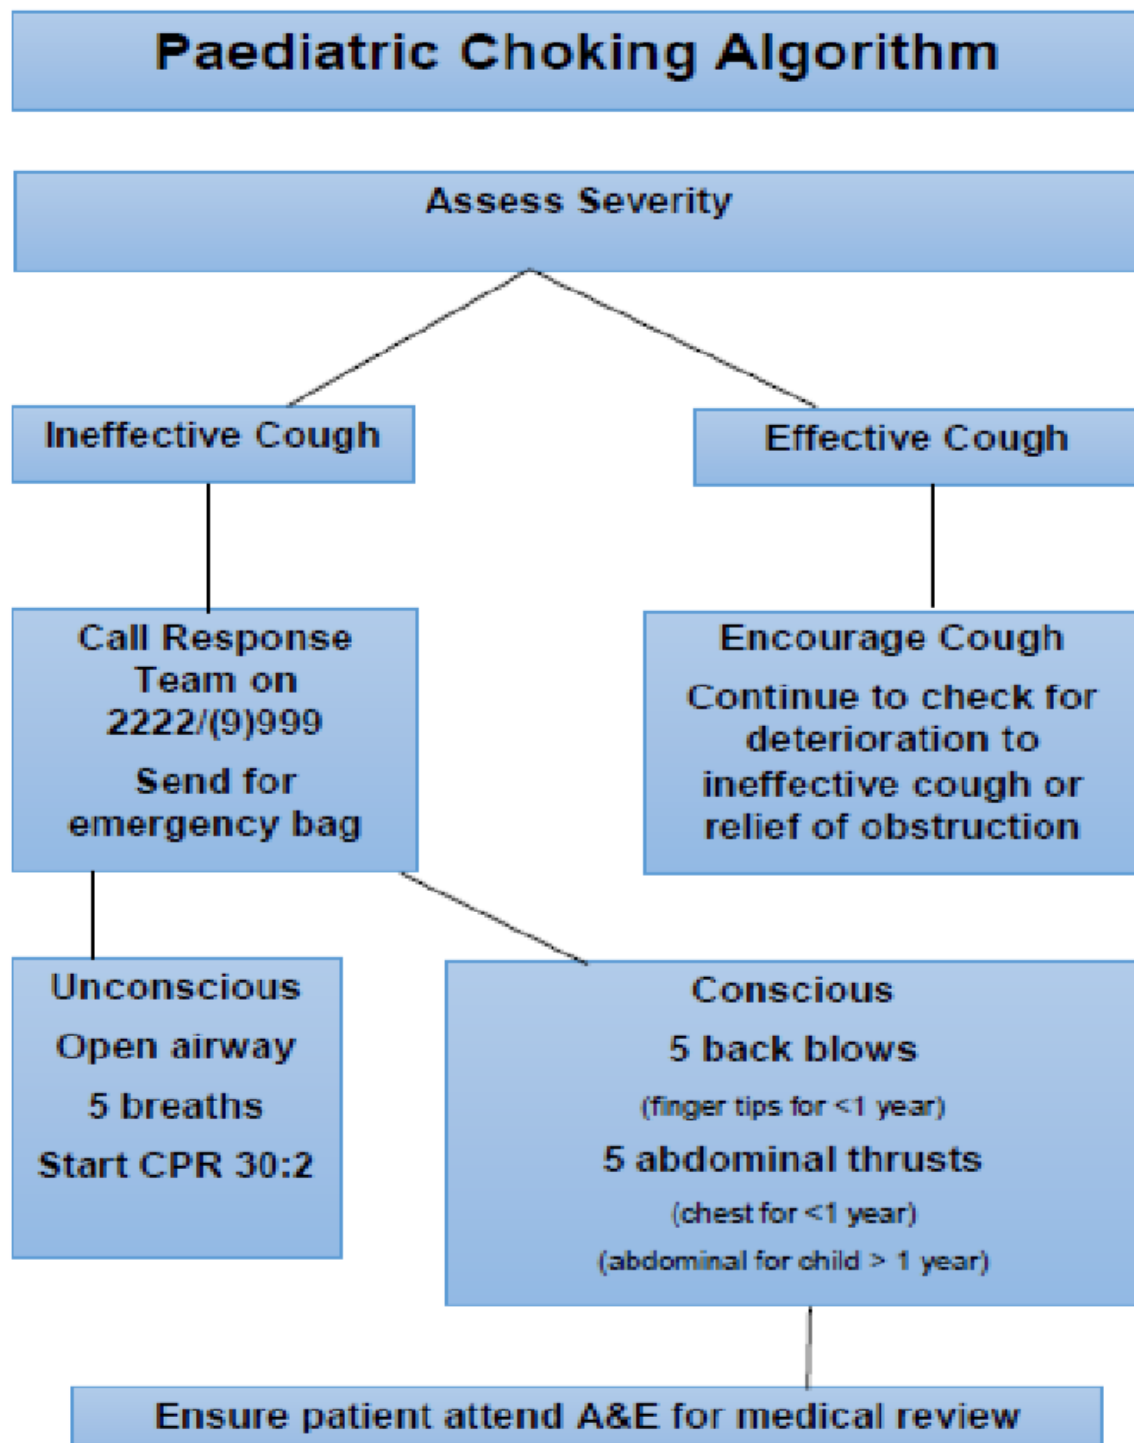 Paediatric Choking Algorithm
Assess Severity
Ineffective Cough
Effective Cough
Call Response
Team on
2222/(9)999
Send for
emergency bag
Encourage Cough
Continue to check for
deterioration to
ineffective cough or
relief of obstruction
Unconscious
Open airway
5 breaths
Start CPR 30:2
Conscious
5 back blows
(finger tips for <1 year)
5 abdominal thrusts
(chest for <1 year)
(abdominal for child > 1 year)
Ensure patient attend A&E for medical review